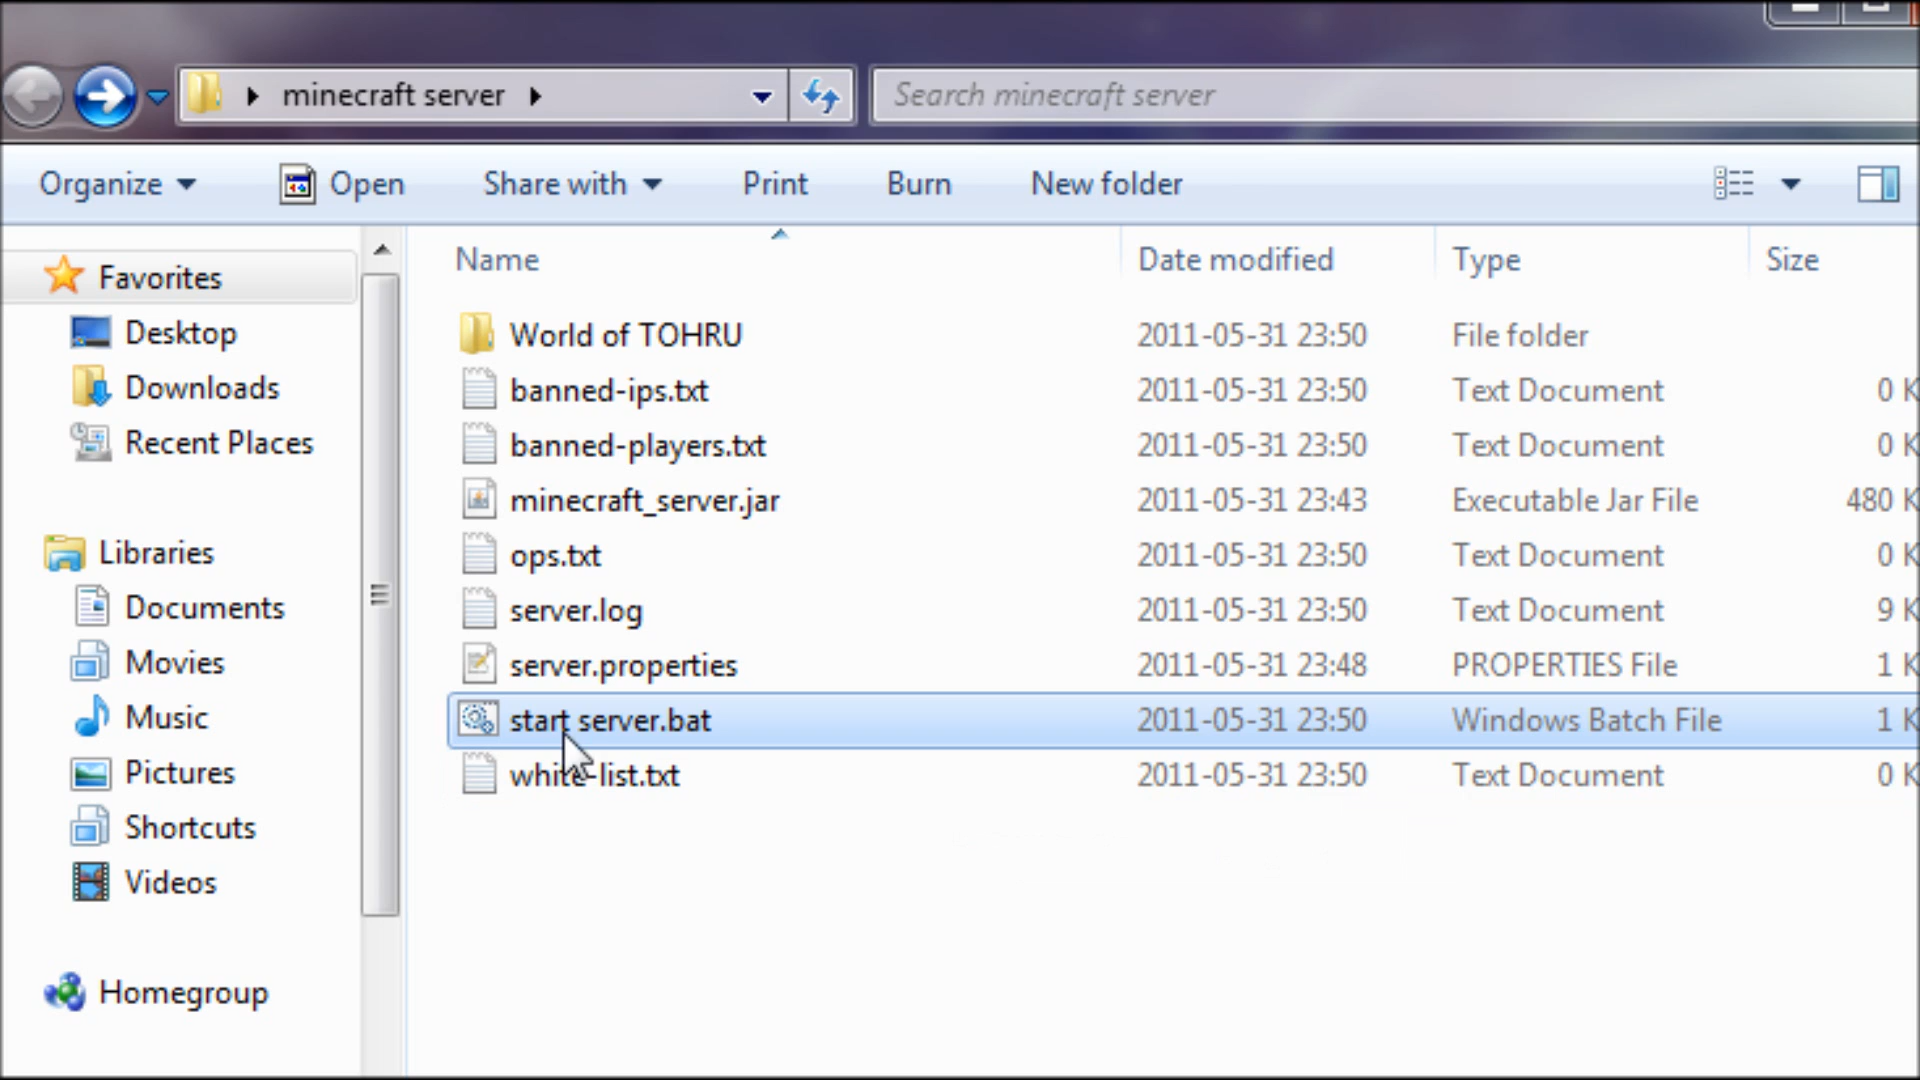 minecraft server
Search minecraft server
Organize Open Share with Print Burn New folder
Name Date modified Type Size
Favorites
Desktop
Downloads
Recent Places
Libraries
Documents
Movies
Music
Pictures
Shortcuts
Videos
Homegroup
World of TOHRU 2011-05-31 23:50 File folder
banned-ips.txt 2011-05-31 23:50 Text Document 0 K
banned-players.txt 2011-05-31 23:50 Text Document 0 K
minecraft_server.jar 2011-05-31 23:43 Executable Jar File 480 K
ops.txt 2011-05-31 23:50 Text Document 0 K
server.log 2011-05-31 23:50 Text Document 9 K
server.properties 2011-05-31 23:48 PROPERTIES File 1 K
start server.bat 2011-05-31 23:50 Windows Batch File 1 K
white-list.txt 2011-05-31 23:50 Text Document 0 K